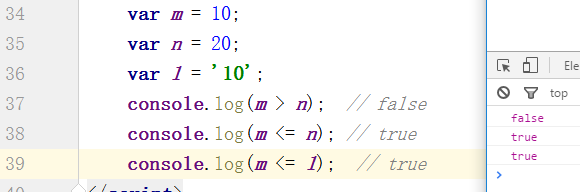 34 var m = 10;
35 var n = 20;
36 var l = '10';
37 console.log(m > n); // false
38 console.log(m <= n); // true
39 console.log(m <= l); // true
</script>
Ele
top
false
true
true
>